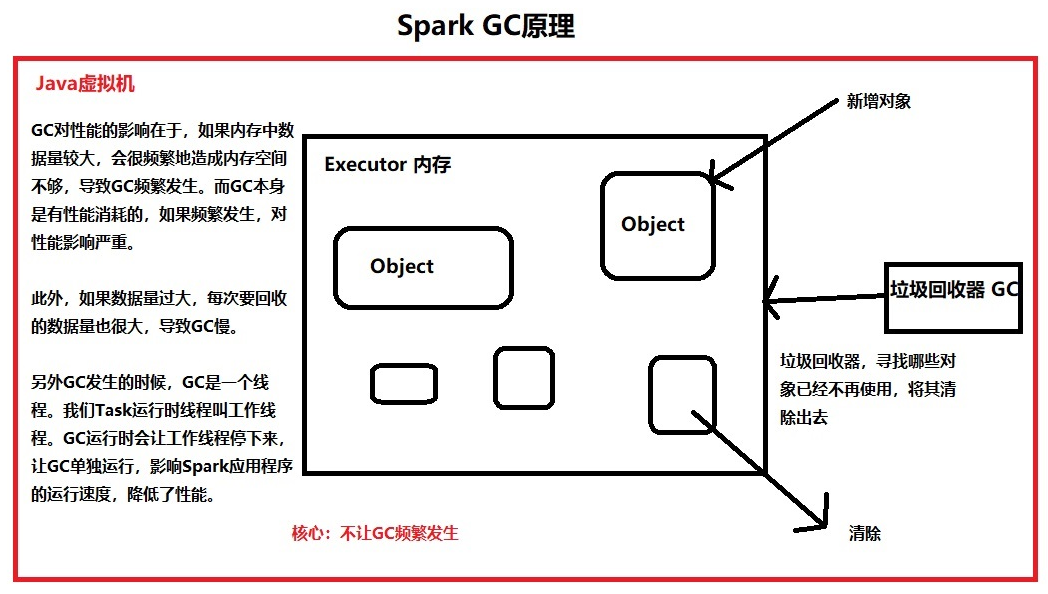 Spark GC原理
Java虚拟机
GC对性能的影响在于，如果内存中数
据量较大，会很频繁地造成内存空间
不够，导致GC频繁发生。而GC本身
是有性能消耗的，如果频繁发生，对
性能影响严重。
此外，如果数据量过大，每次要回收
的数据量也很大，导致GC慢。
另外GC发生的时候，GC是一个线
程。我们Task运行时线程叫工作线
程。GC运行时会让工作线程停下来，
让GC单独运行，影响Spark应用程序
的运行速度，降低了性能。
Executor 内存
Object
Object
新增对象
垃圾回收器 GC
垃圾回收器，寻找哪些对
象已经不再使用，将其清
除出去
清除
核心：不让GC频繁发生